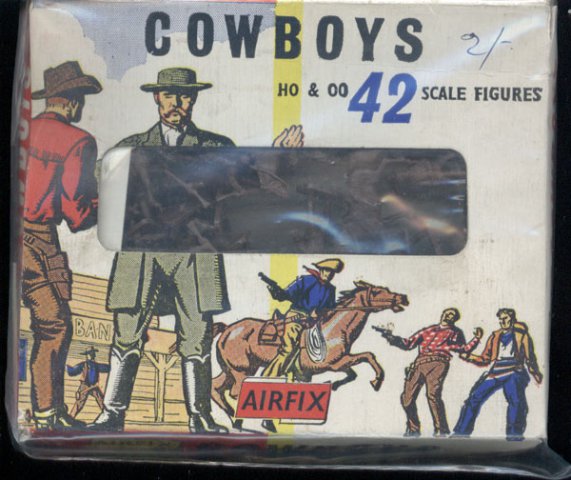 COWBOYS
2/-
HO & OO 42 SCALE FIGURES
BAN
AIRFIX